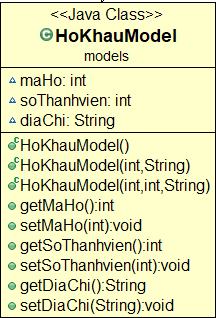 <<Java Class>>
HoKhauModel
models
maHo: int
soThanhvien: int
diaChi: String
HoKhauModel()
HoKhauModel(int,String)
HoKhauModel(int,int,String)
getMaHo():int
setMaHo(int):void
getSoThanhvien():int
setSoThanhvien(int):void
getDiaChi():String
setDiaChi(String):void